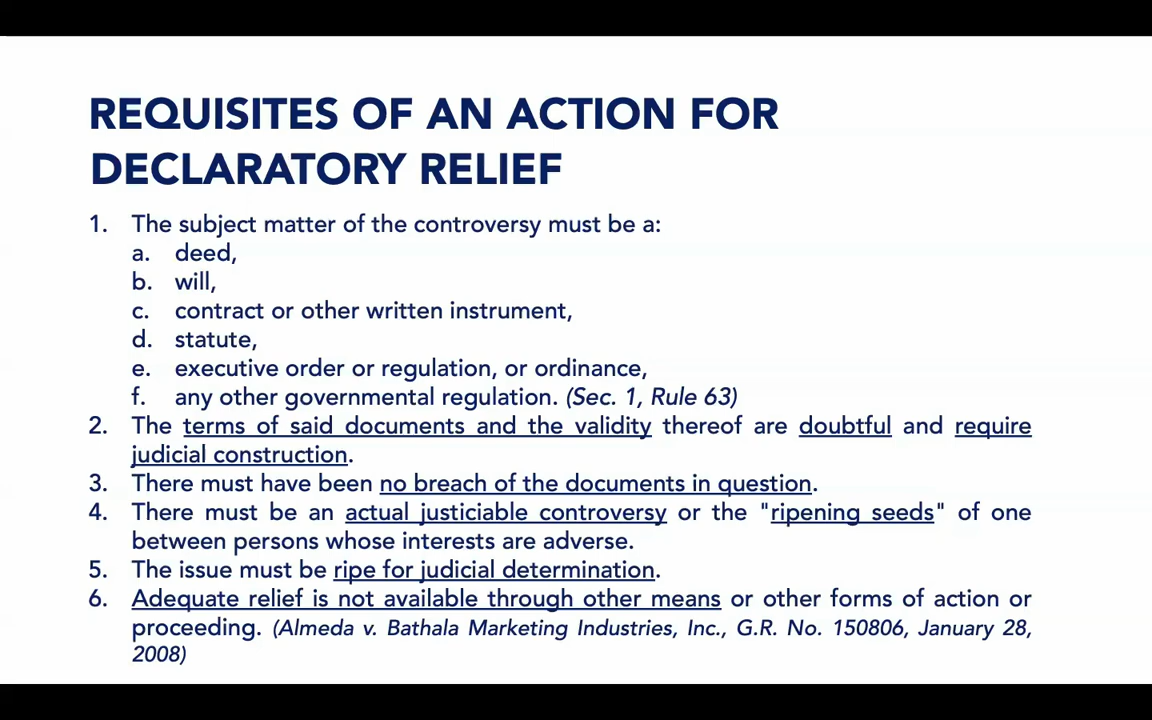 REQUISITES OF AN ACTION FOR
DECLARATORY RELIEF
1. The subject matter of the controversy must be a:
a. deed,
b. will,
c. contract or other written instrument,
d. statute,
e. executive order or regulation, or ordinance,
f. any other governmental regulation. (Sec. 1, Rule 63)
2. The terms of said documents and the validity thereof are doubtful and require
judicial construction.
3. There must have been no breach of the documents in question.
4. There must be an actual justiciable controversy or the "ripening seeds" of one
between persons whose interests are adverse.
5. The issue must be ripe for judicial determination.
6. Adequate relief is not available through other means or other forms of action or
proceeding. (Almeda v. Bathala Marketing Industries, Inc., G.R. No. 150806, January 28,
2008)